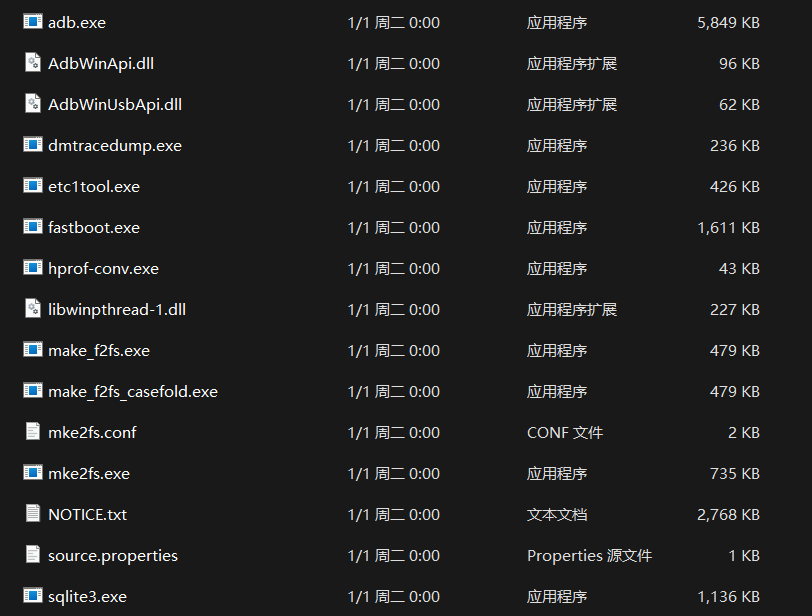 adb.exe 1/1 周二 0:00 应用程序 5,849 KB
AdbWinApi.dll 1/1 周二 0:00 应用程序扩展 96 KB
AdbWinUsbApi.dll 1/1 周二 0:00 应用程序扩展 62 KB
dmtracedump.exe 1/1 周二 0:00 应用程序 236 KB
etc1tool.exe 1/1 周二 0:00 应用程序 426 KB
fastboot.exe 1/1 周二 0:00 应用程序 1,611 KB
hprof-conv.exe 1/1 周二 0:00 应用程序 43 KB
libwinpthread-1.dll 1/1 周二 0:00 应用程序扩展 227 KB
make_f2fs.exe 1/1 周二 0:00 应用程序 479 KB
make_f2fs_casefold.exe 1/1 周二 0:00 应用程序 479 KB
mke2fs.conf 1/1 周二 0:00 CONF 文件 2 KB
mke2fs.exe 1/1 周二 0:00 应用程序 735 KB
NOTICE.txt 1/1 周二 0:00 文本文档 2,768 KB
source.properties 1/1 周二 0:00 Properties 源文件 1 KB
sqlite3.exe 1/1 周二 0:00 应用程序 1,136 KB